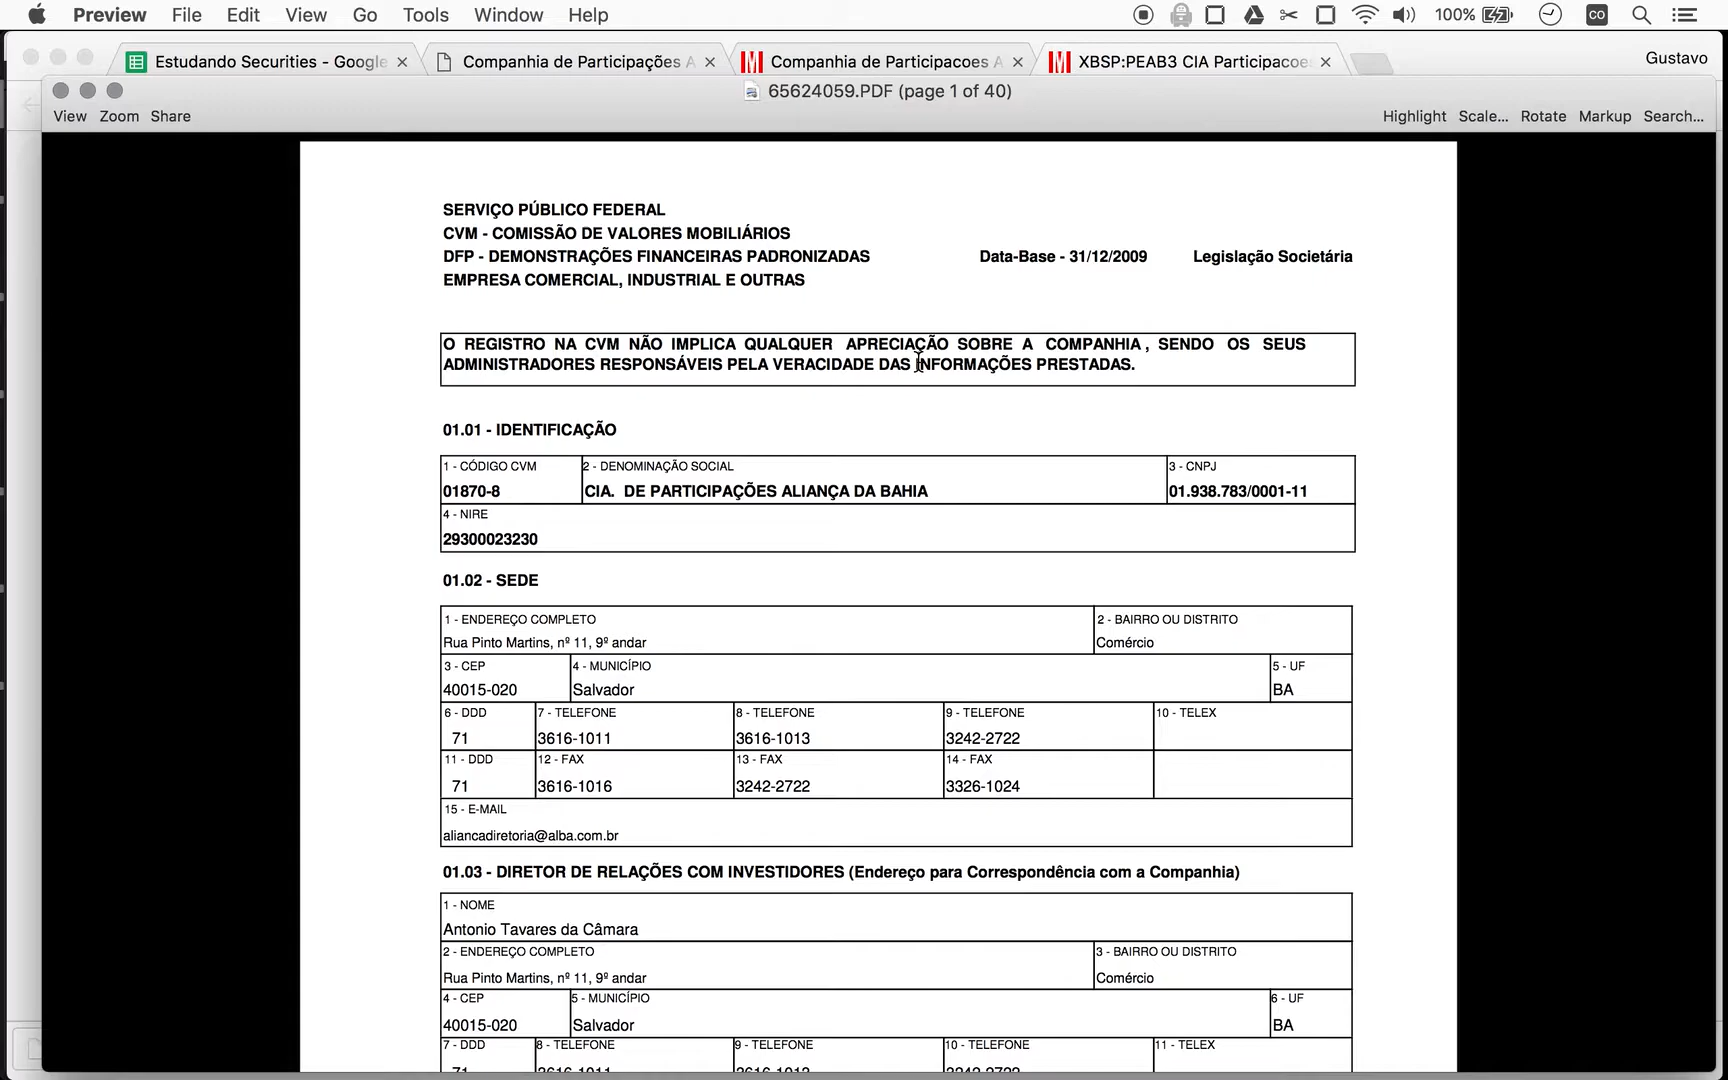 Preview File Edit View Go Tools Window Help 100% CO
Estudando Securities - Google Companhia de Participações A Companhia de Participacoes A XBSP:PEAB3 CIA Participacoe Gustavo
65624059.PDF (page 1 of 40)
View Zoom Share Highlight Scale... Rotate Markup Search...
SERVIÇO PÚBLICO FEDERAL
CVM - COMISSÃO DE VALORES MOBILIÁRIOS
DFP - DEMONSTRAÇÕES FINANCEIRAS PADRONIZADAS Data-Base - 31/12/2009 Legislação Societária
EMPRESA COMERCIAL, INDUSTRIAL E OUTRAS
O REGISTRO NA CVM NÃO IMPLICA QUALQUER APRECIAÇÃO SOBRE A COMPANHIA , SENDO OS SEUS
ADMINISTRADORES RESPONSÁVEIS PELA VERACIDADE DAS INFORMAÇÕES PRESTADAS.
01.01 - IDENTIFICAÇÃO
1 - CÓDIGO CVM 2 - DENOMINAÇÃO SOCIAL 3 - CNPJ
01870-8 CIA. DE PARTICIPAÇÕES ALIANÇA DA BAHIA 01.938.783/0001-11
4 - NIRE
29300023230
01.02 - SEDE
1 - ENDEREÇO COMPLETO 2 - BAIRRO OU DISTRITO
Rua Pinto Martins, nº 11, 9º andar Comércio
3 - CEP 4 - MUNICÍPIO 5 - UF
40015-020 Salvador BA
6 - DDD 7 - TELEFONE 8 - TELEFONE 9 - TELEFONE 10 - TELEX
71 3616-1011 3616-1013 3242-2722
11 - DDD 12 - FAX 13 - FAX 14 - FAX
71 3616-1016 3242-2722 3326-1024
15 - E-MAIL
aliancadiretoria@alba.com.br
01.03 - DIRETOR DE RELAÇÕES COM INVESTIDORES (Endereço para Correspondência com a Companhia)
1 - NOME
Antonio Tavares da Câmara
2 - ENDEREÇO COMPLETO 3 - BAIRRO OU DISTRITO
Rua Pinto Martins, nº 11, 9º andar Comércio
4 - CEP 5 - MUNICÍPIO 6 - UF
40015-020 Salvador BA
7 - DDD 8 - TELEFONE 9 - TELEFONE 10 - TELEFONE 11 - TELEX
71 3616-1011 3616-1013 3242-2722